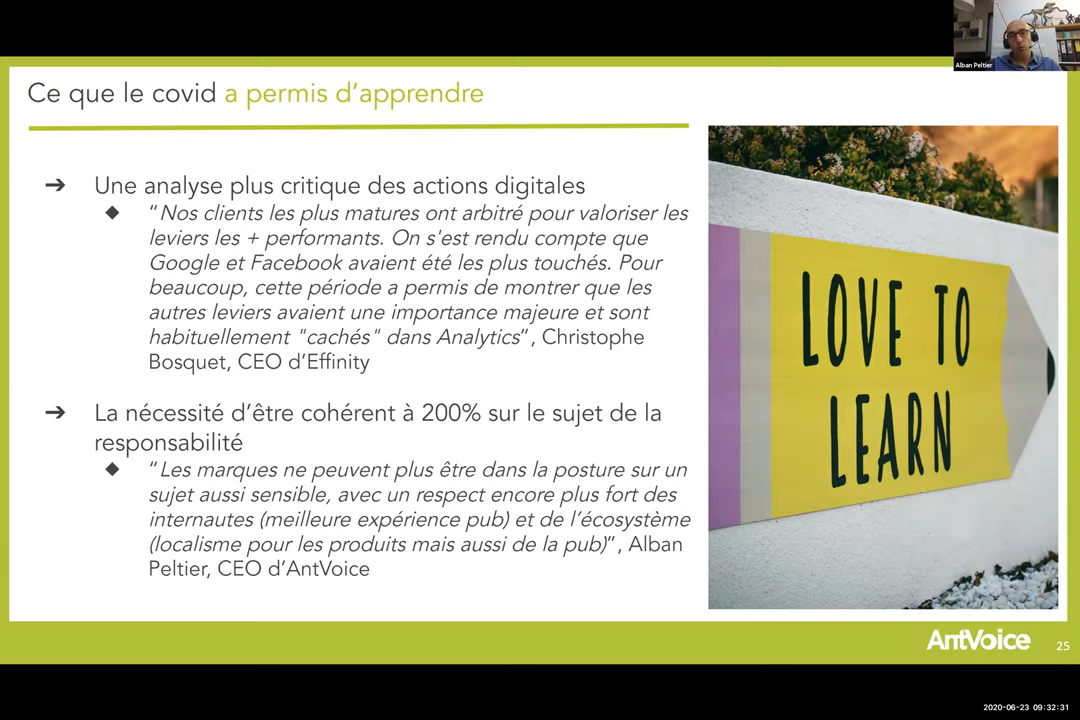 Alban Peltier
Ce que le covid a permis d'apprendre
➔ Une analyse plus critique des actions digitales
◆ "Nos clients les plus matures ont arbitré pour valoriser les
leviers les + performants. On s'est rendu compte que
Google et Facebook avaient été les plus touchés. Pour
beaucoup, cette période a permis de montrer que les
autres leviers avaient une importance majeure et sont
habituellement "cachés" dans Analytics", Christophe
Bosquet, CEO d'Effinity
➔ La nécessité d'être cohérent à 200% sur le sujet de la
responsabilité
◆ "Les marques ne peuvent plus être dans la posture sur un
sujet aussi sensible, avec un respect encore plus fort des
internautes (meilleure expérience pub) et de l'écosystème
(localisme pour les produits mais aussi de la pub)", Alban
Peltier, CEO d'AntVoice
LOVE TO
LEARN
AntVoice
25
2020-06-23 09:32:31